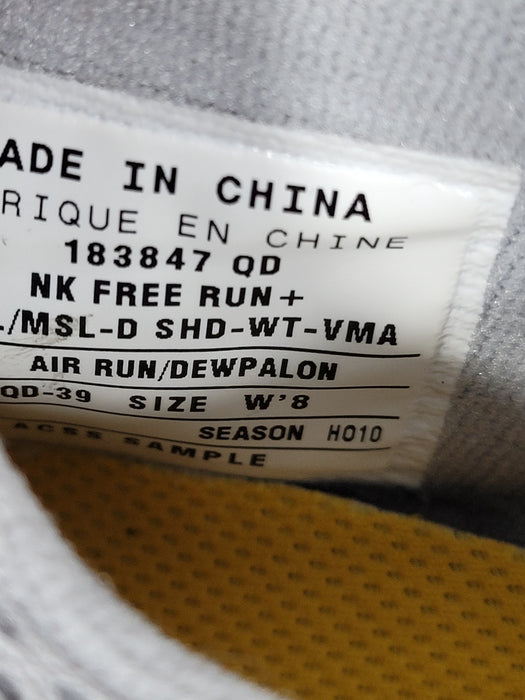 ADE IN CHINA
RIQUE EN CHINE
183847 QD
NK FREE RUN+
/MSL-D SHD-WT-VMA
AIR RUN/DEWPALON
QD-39 SIZE W'8
SEASON HO10
ACSS SAMPLE